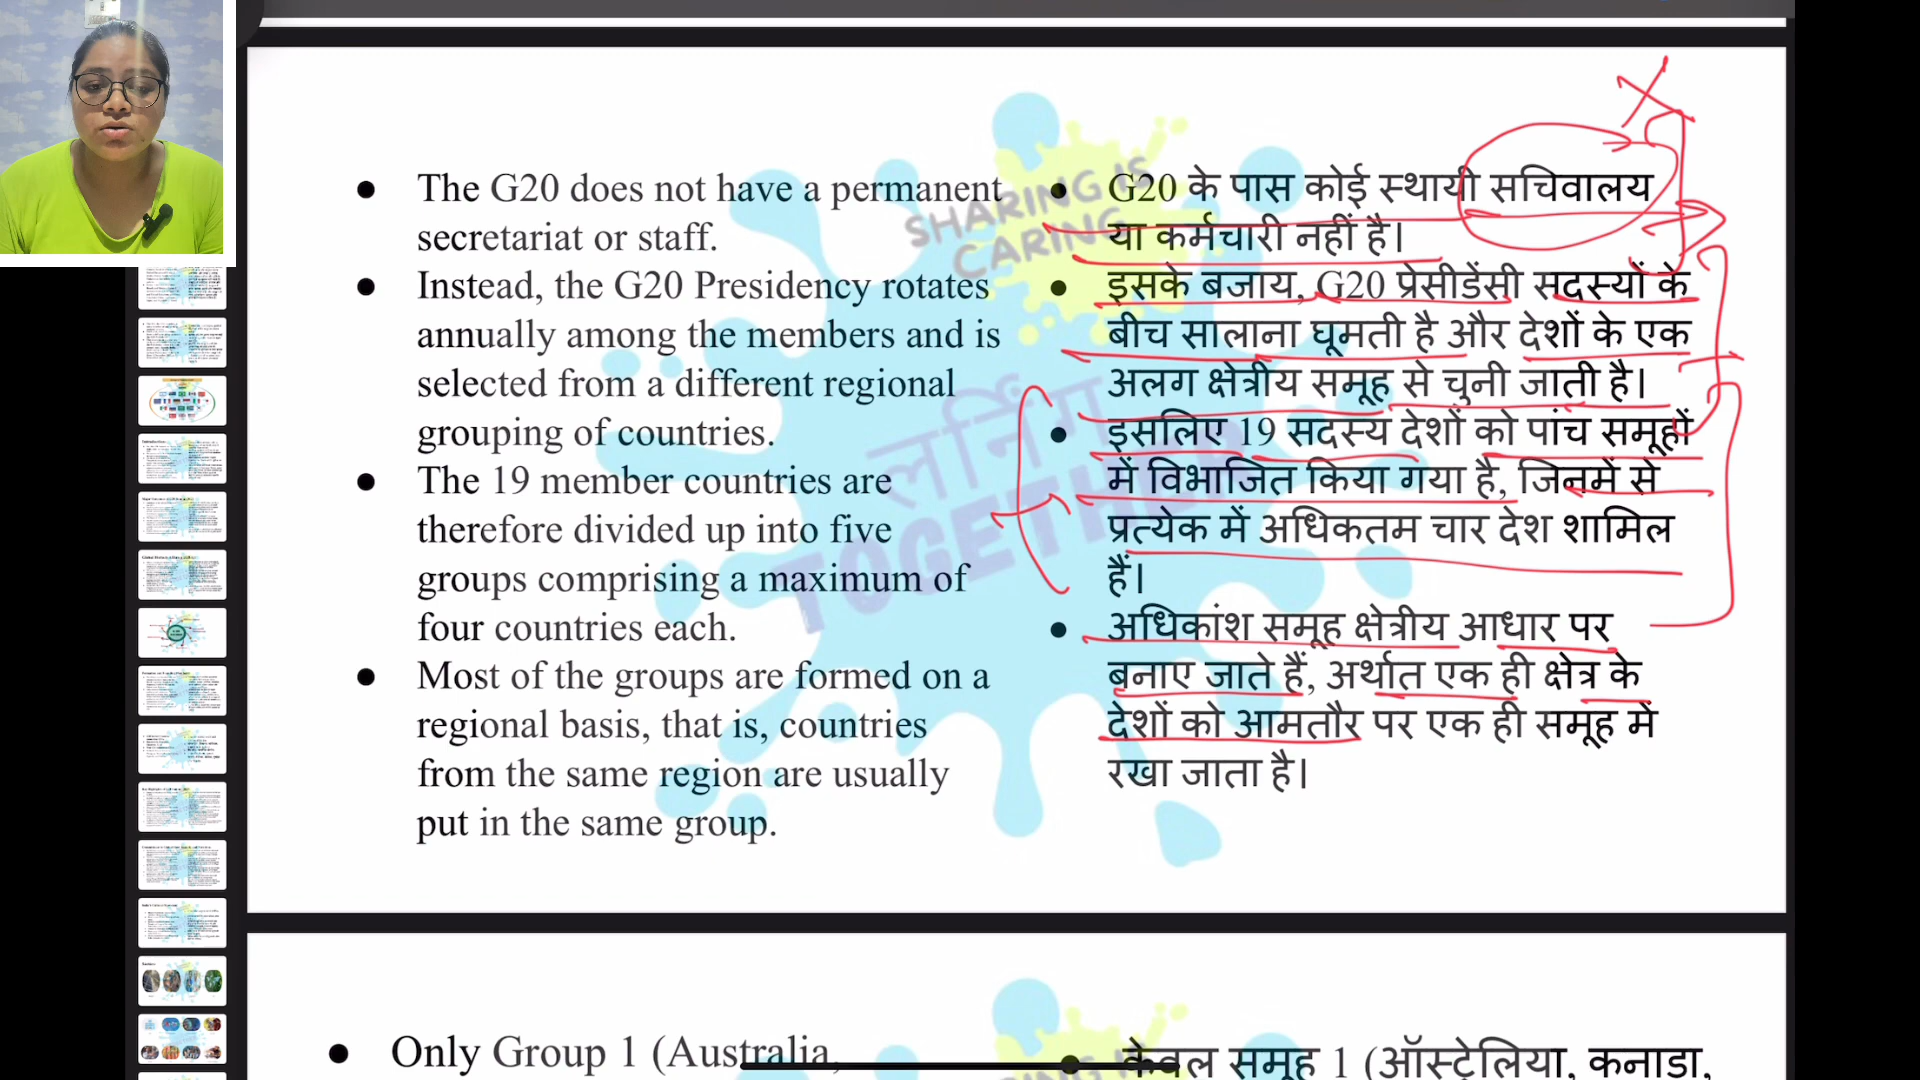 • The G20 does not have a permanent
secretariat or staff.
• Instead, the G20 Presidency rotates
annually among the members and is
selected from a different regional
grouping of countries.
• The 19 member countries are
therefore divided up into five
groups comprising a maximum of
four countries each.
• Most of the groups are formed on a
regional basis, that is, countries
from the same region are usually
put in the same group.
• G20 के पास कोई स्थायी सचिवालय
या कर्मचारी नहीं है।
• इसके बजाय, G20 प्रेसीडेंसी सदस्यों के
बीच सालाना घूमती है और देशों के एक
अलग क्षेत्रीय समूह से चुनी जाती है।
• इसलिए 19 सदस्य देशों को पांच समूहों
में विभाजित किया गया है, जिनमें से
प्रत्येक में अधिकतम चार देश शामिल
हैं।
• अधिकांश समूह क्षेत्रीय आधार पर
बनाए जाते हैं, अर्थात एक ही क्षेत्र के
देशों को आमतौर पर एक ही समूह में
रखा जाता है।
SHARING IS
CARING
लर्निंग
TOGETHER
• Only Group 1 (Australia,
• केवल समूह 1 (ऑस्ट्रेलिया, कनाडा,